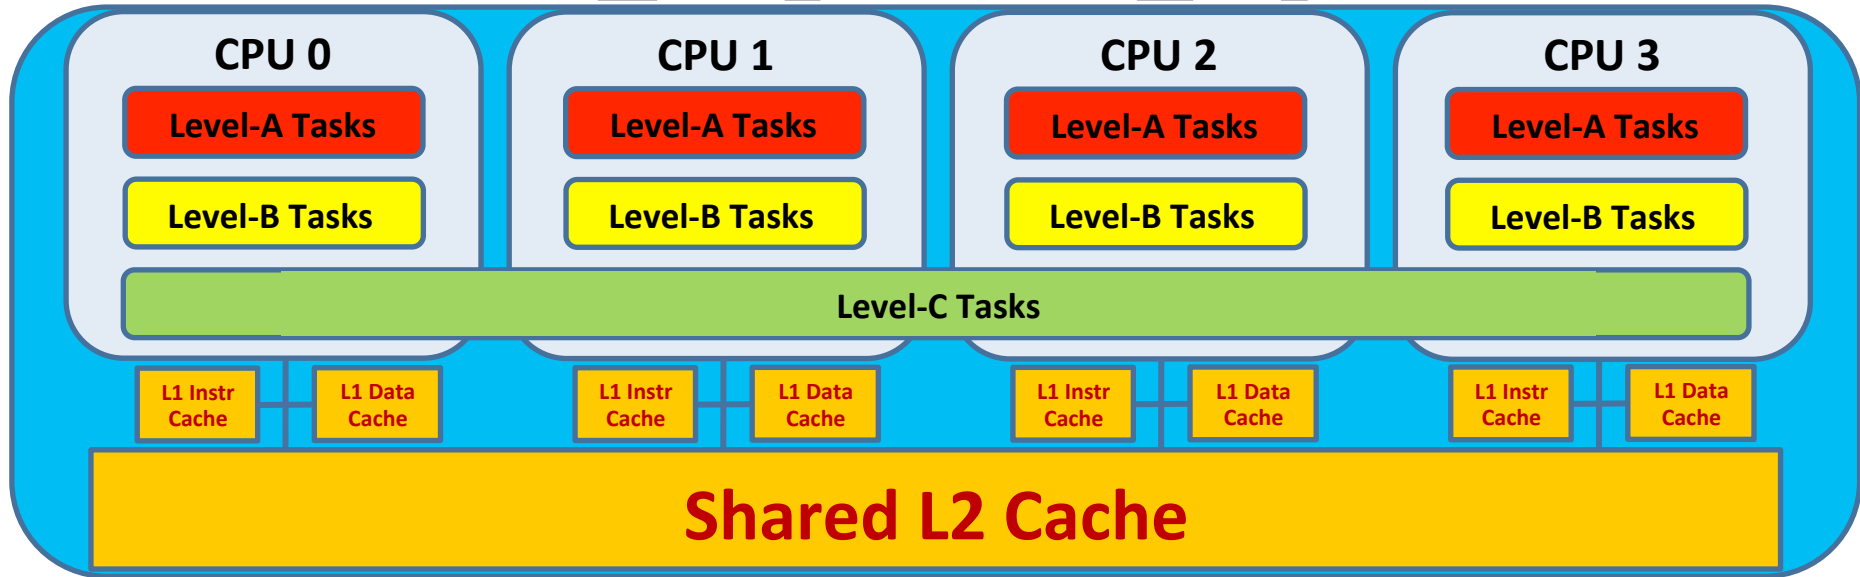 CPU 0
CPU 1
CPU 2
CPU 3
Level-A Tasks
Level-A Tasks
Level-A Tasks
Level-A Tasks
Level-B Tasks
Level-B Tasks
Level-B Tasks
Level-B Tasks
Level-C Tasks
L1 Instr
Cache
L1 Data
Cache
L1 Instr
Cache
L1 Data
Cache
L1 Instr
Cache
L1 Data
Cache
L1 Instr
Cache
L1 Data
Cache
Shared L2 Cache